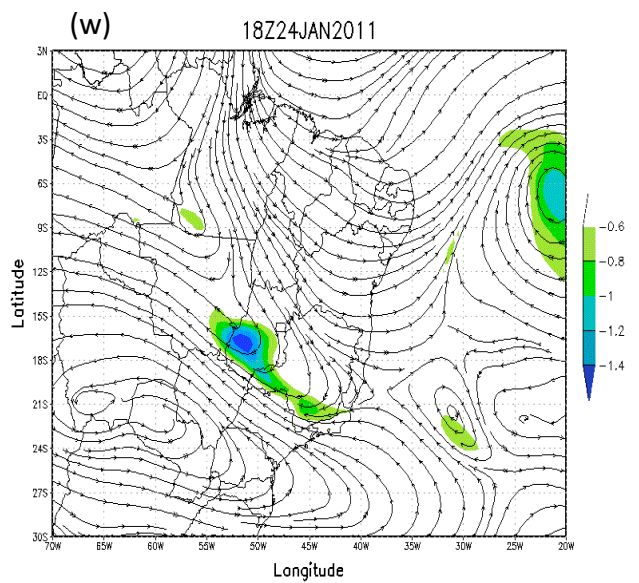 (w)
18Z24JAN2011
3N
EQ
3S
6S
9S
12S
15S
18S
21S
24S
27S
30S
Latitude
70W 65W 60W 55W 50W 45W 40W 35W 30W 25W 20W
Longitude
-0.6
-0.8
-1
-1.2
-1.4